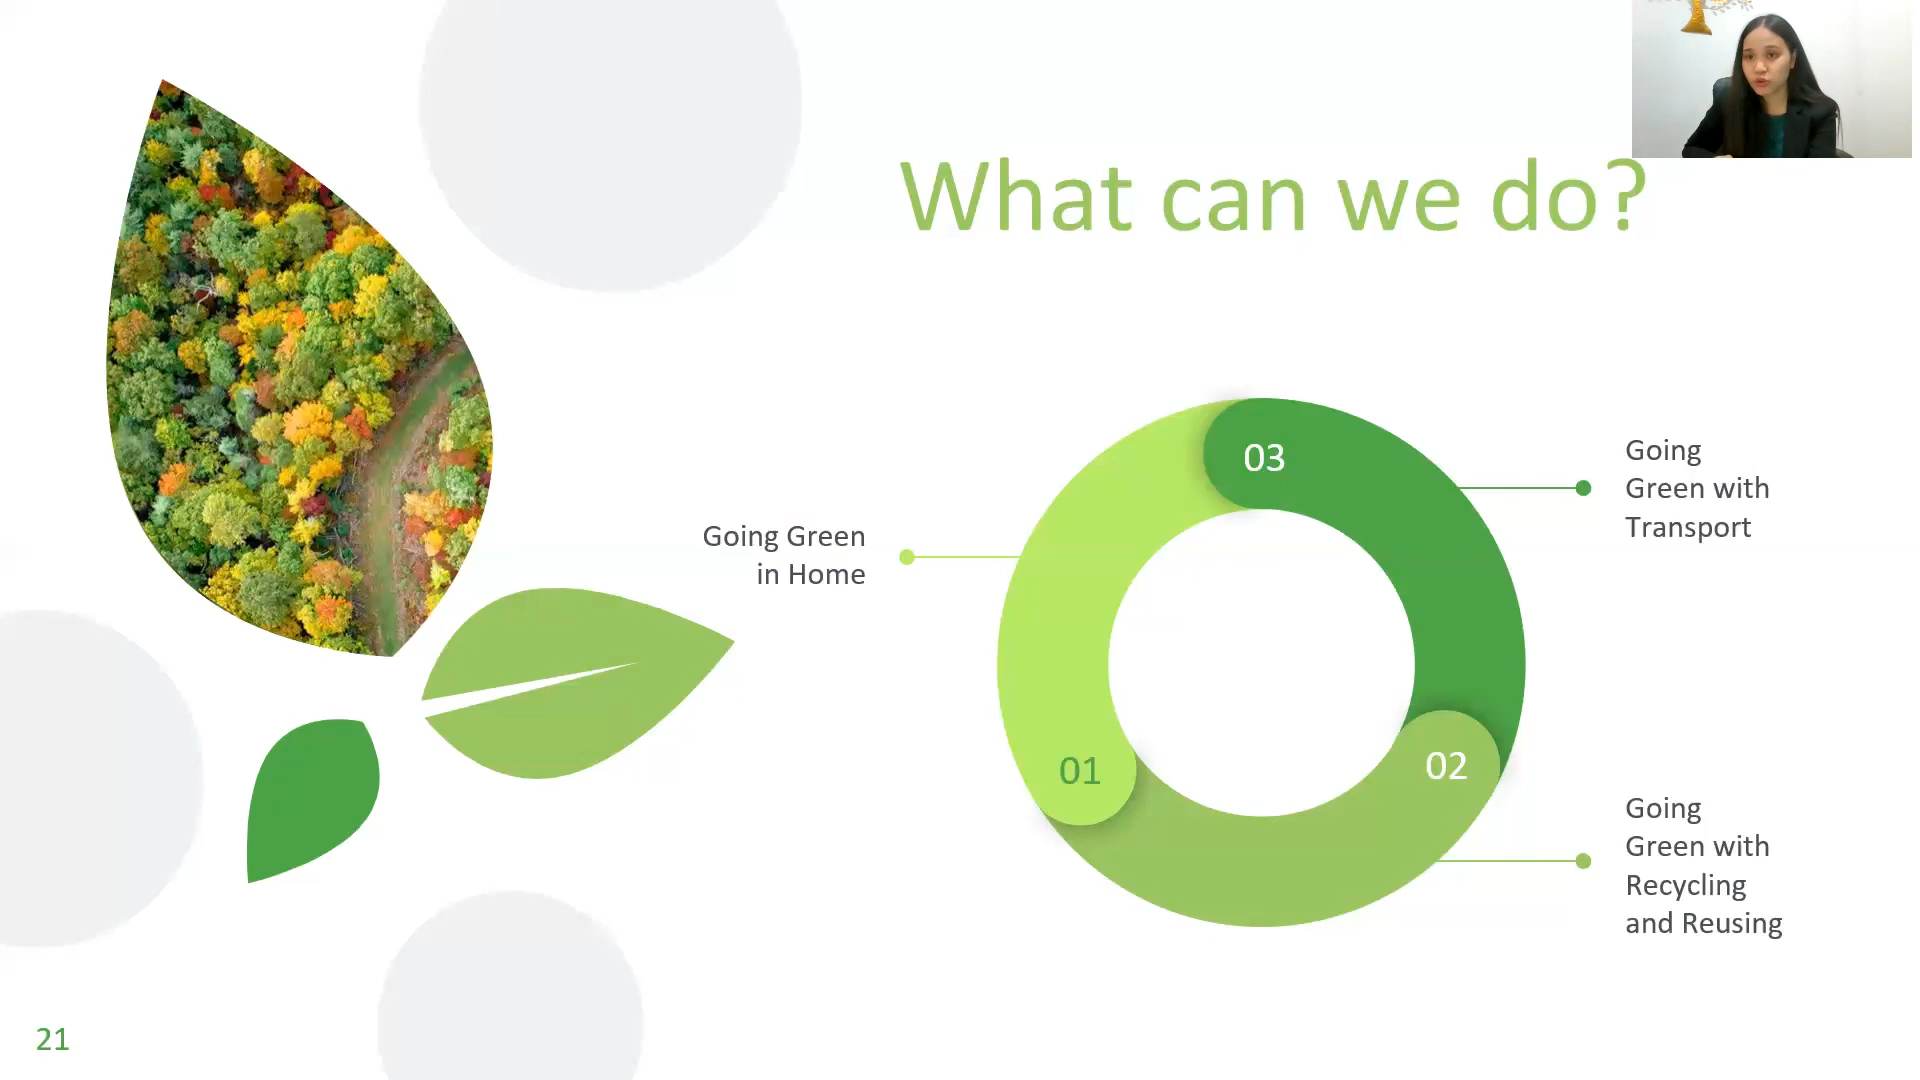 What can we do?
03
Going
Green with
Transport
Going Green
in Home
01
02
Going
Green with
Recycling
and Reusing
21